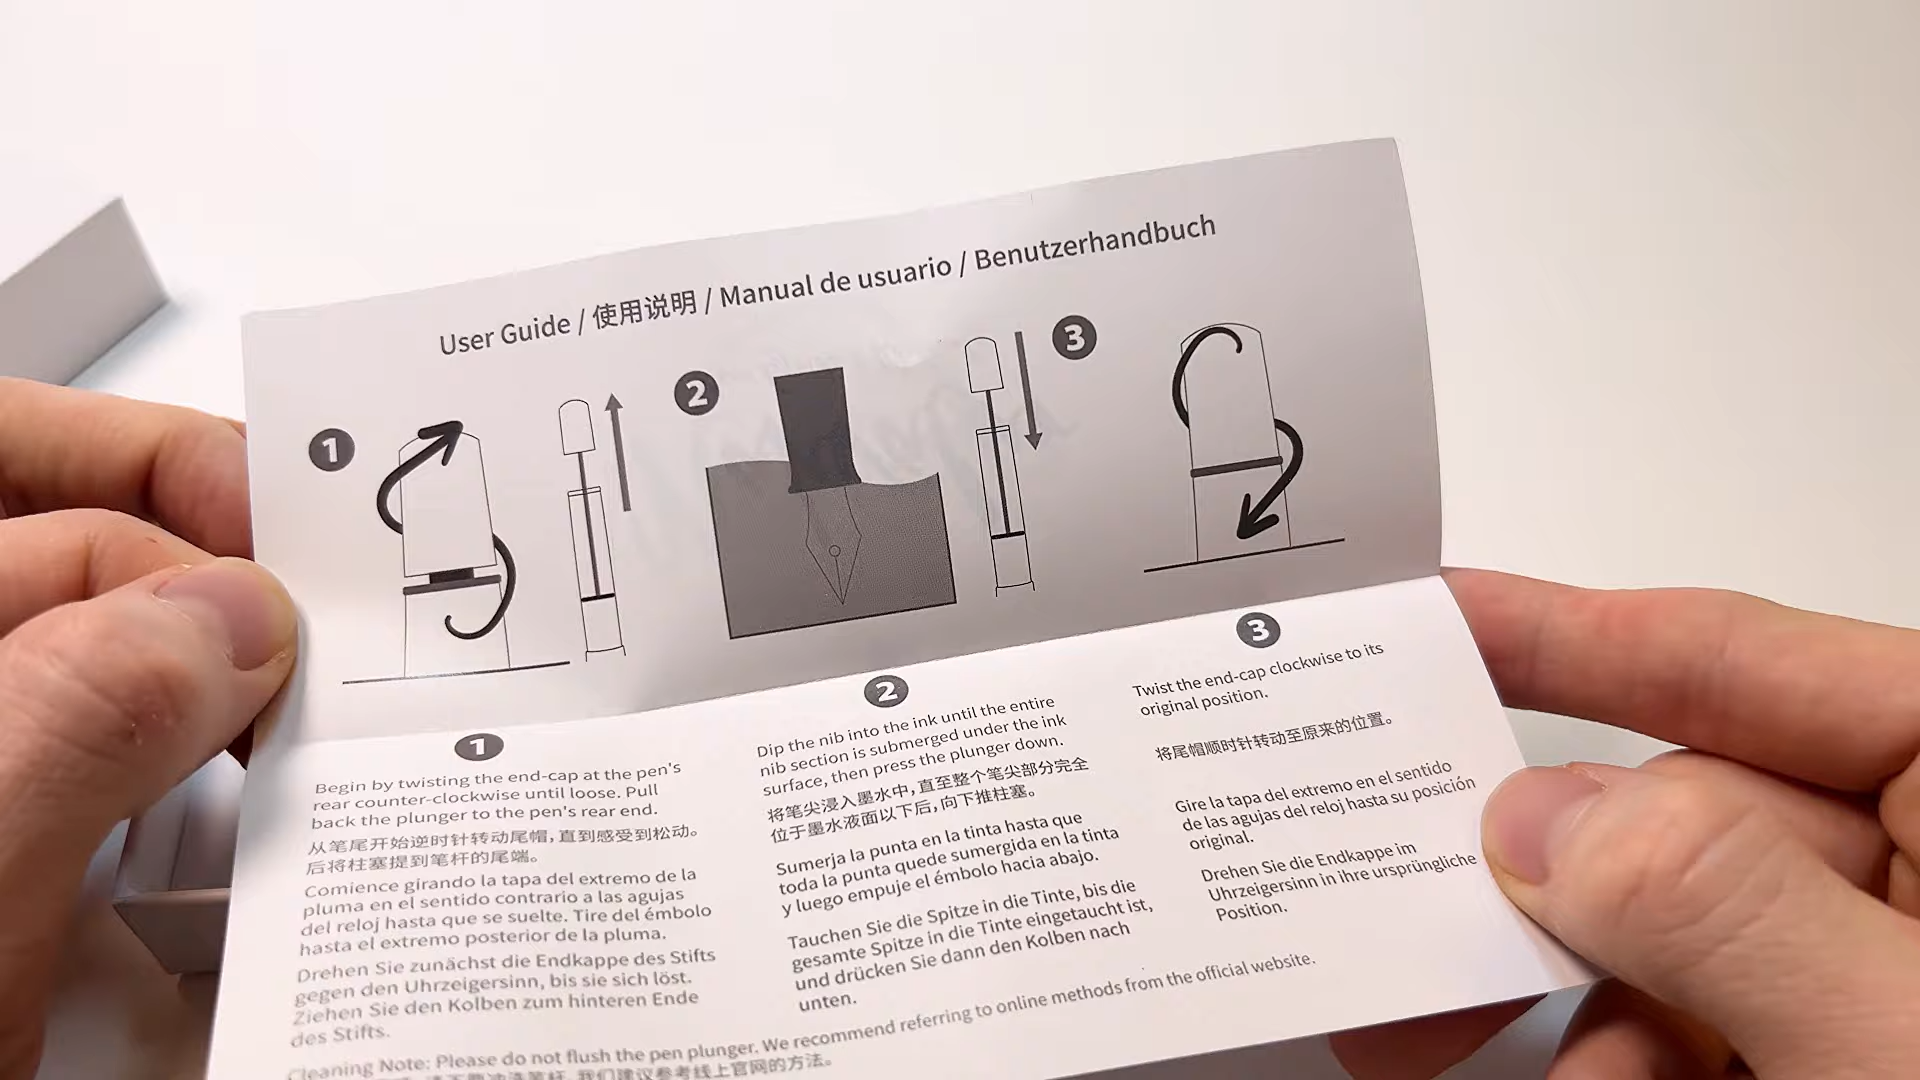 User Guide / 使用说明 / Manual de usuario / Benutzerhandbuch
1
2
3
1
Begin by twisting the end-cap at the pen's
rear counter-clockwise until loose. Pull
back the plunger to the pen's rear end.
从笔尾开始逆时针转动尾帽，直到感受到松动。
后将柱塞提到笔杆的尾端。
Comience girando la tapa del extremo de la
pluma en el sentido contrario a las agujas
del reloj hasta que se suelte. Tire del émbolo
hasta el extremo posterior de la pluma.
Drehen Sie zunächst die Endkappe des Stifts
gegen den Uhrzeigersinn, bis sie sich löst.
Ziehen Sie den Kolben zum hinteren Ende
des Stifts.
2
Dip the nib into the ink until the entire
nib section is submerged under the ink
surface, then press the plunger down.
将笔尖浸入墨水中，直至整个笔尖部分完全
位于墨水液面以下后，向下推柱塞。
Sumerja la punta en la tinta hasta que
toda la punta quede sumergida en la tinta
y luego empuje el émbolo hacia abajo.
Tauchen Sie die Spitze in die Tinte, bis die
gesamte Spitze in die Tinte eingetaucht ist,
und drücken Sie dann den Kolben nach
unten.
3
Twist the end-cap clockwise to its
original position.
将尾帽顺时针转动至原来的位置。
Gire la tapa del extremo en el sentido
de las agujas del reloj hasta su posición
original.
Drehen Sie die Endkappe im
Uhrzeigersinn in ihre ursprüngliche
Position.
Cleaning Note: Please do not flush the pen plunger. We recommend referring to online methods from the official website.
我们建议参考线上官网的方法。